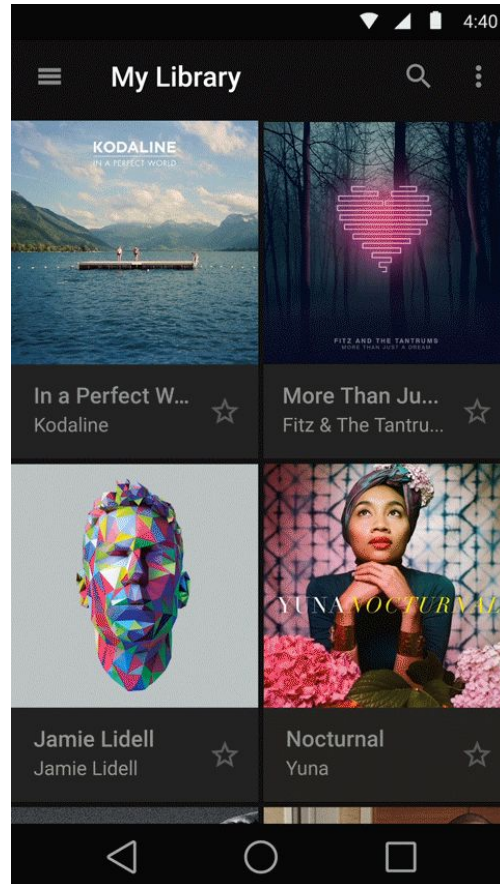 4:40
My Library
KODALINE
IN A PERFECT WORLD
FITZ AND THE TANTRUMS
MORE THAN JUST A DREAM
In a Perfect W...
Kodaline
More Than Ju...
Fitz & The Tantru...
YUNA NOCTURNAL
Jamie Lidell
Jamie Lidell
Nocturnal
Yuna